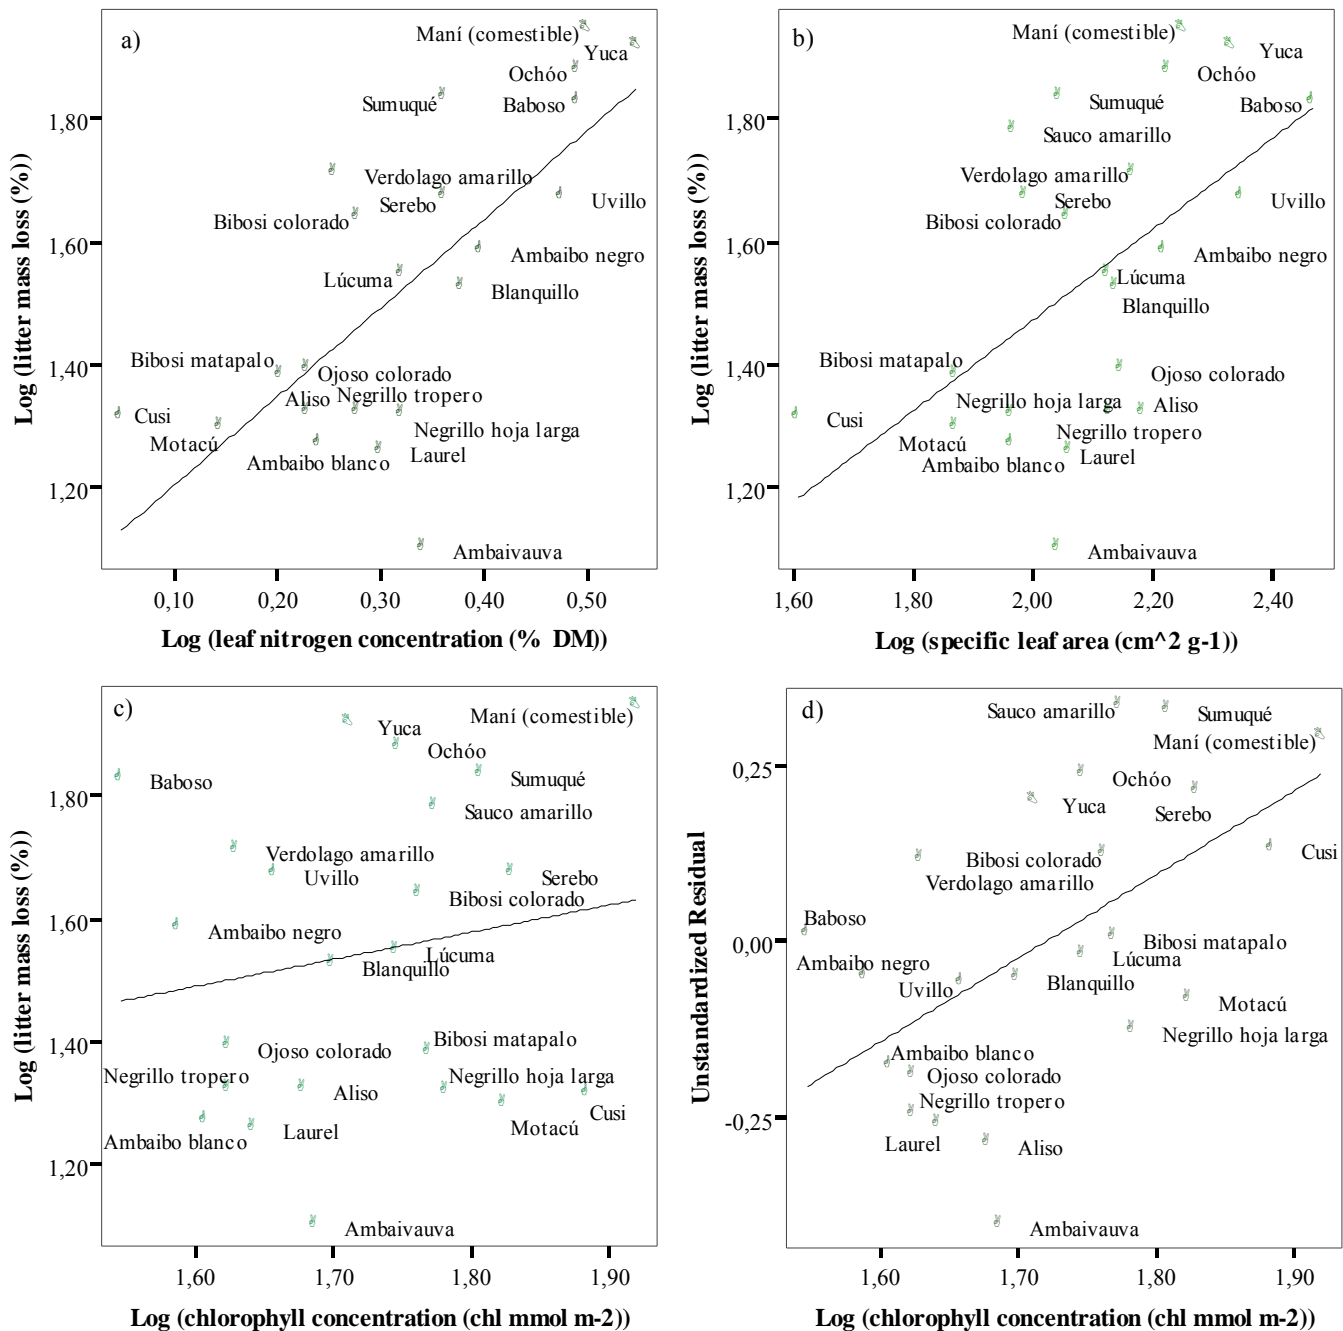 a)
Maní (comestible)
Yuca
Ochóo
Sumuqué
Baboso
1,80
Verdolago amarillo
Serebo
Uvillo
Bibosi colorado
1,60
Ambaibo negro
Lúcuma
Blanquillo
Bibosi matapalo
1,40
Ojoso colorado
Aliso
Negrillo tropero
Cusi
Motacú
Negrillo hoja larga
Ambaibo blanco
Laurel
1,20
Ambaivauva
Log (litter mass loss (%))
0,10
0,20
0,30
0,40
0,50
Log (leaf nitrogen concentration (% DM))
b)
Maní (comestible)
Yuca
Ochóo
Sumuqué
Baboso
1,80
Sauco amarillo
Verdolago amarillo
Serebo
Uvillo
Bibosi colorado
1,60
Ambaibo negro
Lúcuma
Blanquillo
Bibosi matapalo
1,40
Ojoso colorado
Negrillo hoja larga
Aliso
Cusi
Negrillo tropero
Motacú
Ambaibo blanco
Laurel
1,20
Ambaivauva
Log (litter mass loss (%))
1,60
1,80
2,00
2,20
2,40
Log (specific leaf area (cm^2 g-1))
c)
Maní (comestible)
Yuca
Ochóo
Baboso
Sumuqué
1,80
Sauco amarillo
Verdolago amarillo
Uvillo
Serebo
Bibosi colorado
1,60
Ambaibo negro
Lúcuma
Blanquillo
1,40
Bibosi matapalo
Ojoso colorado
Negrillo tropero
Negrillo hoja larga
Aliso
Cusi
Motacú
Laurel
Ambaibo blanco
1,20
Ambaivauva
Log (litter mass loss (%))
1,60
1,70
1,80
1,90
Log (chlorophyll concentration (chl mmol m-2))
d)
Sauco amarillo
Sumuqué
Maní (comestible)
0,25
Ochóo
Yuca
Serebo
Cusi
Bibosi colorado
Verdolago amarillo
Baboso
0,00
Bibosi matapalo
Lúcuma
Ambaibo negro
Uvillo
Blanquillo
Motacú
Negrillo hoja larga
Ambaibo blanco
Ojoso colorado
Negrillo tropero
-0,25
Laurel
Aliso
Ambaivauva
Unstandardized Residual
1,60
1,70
1,80
1,90
Log (chlorophyll concentration (chl mmol m-2))